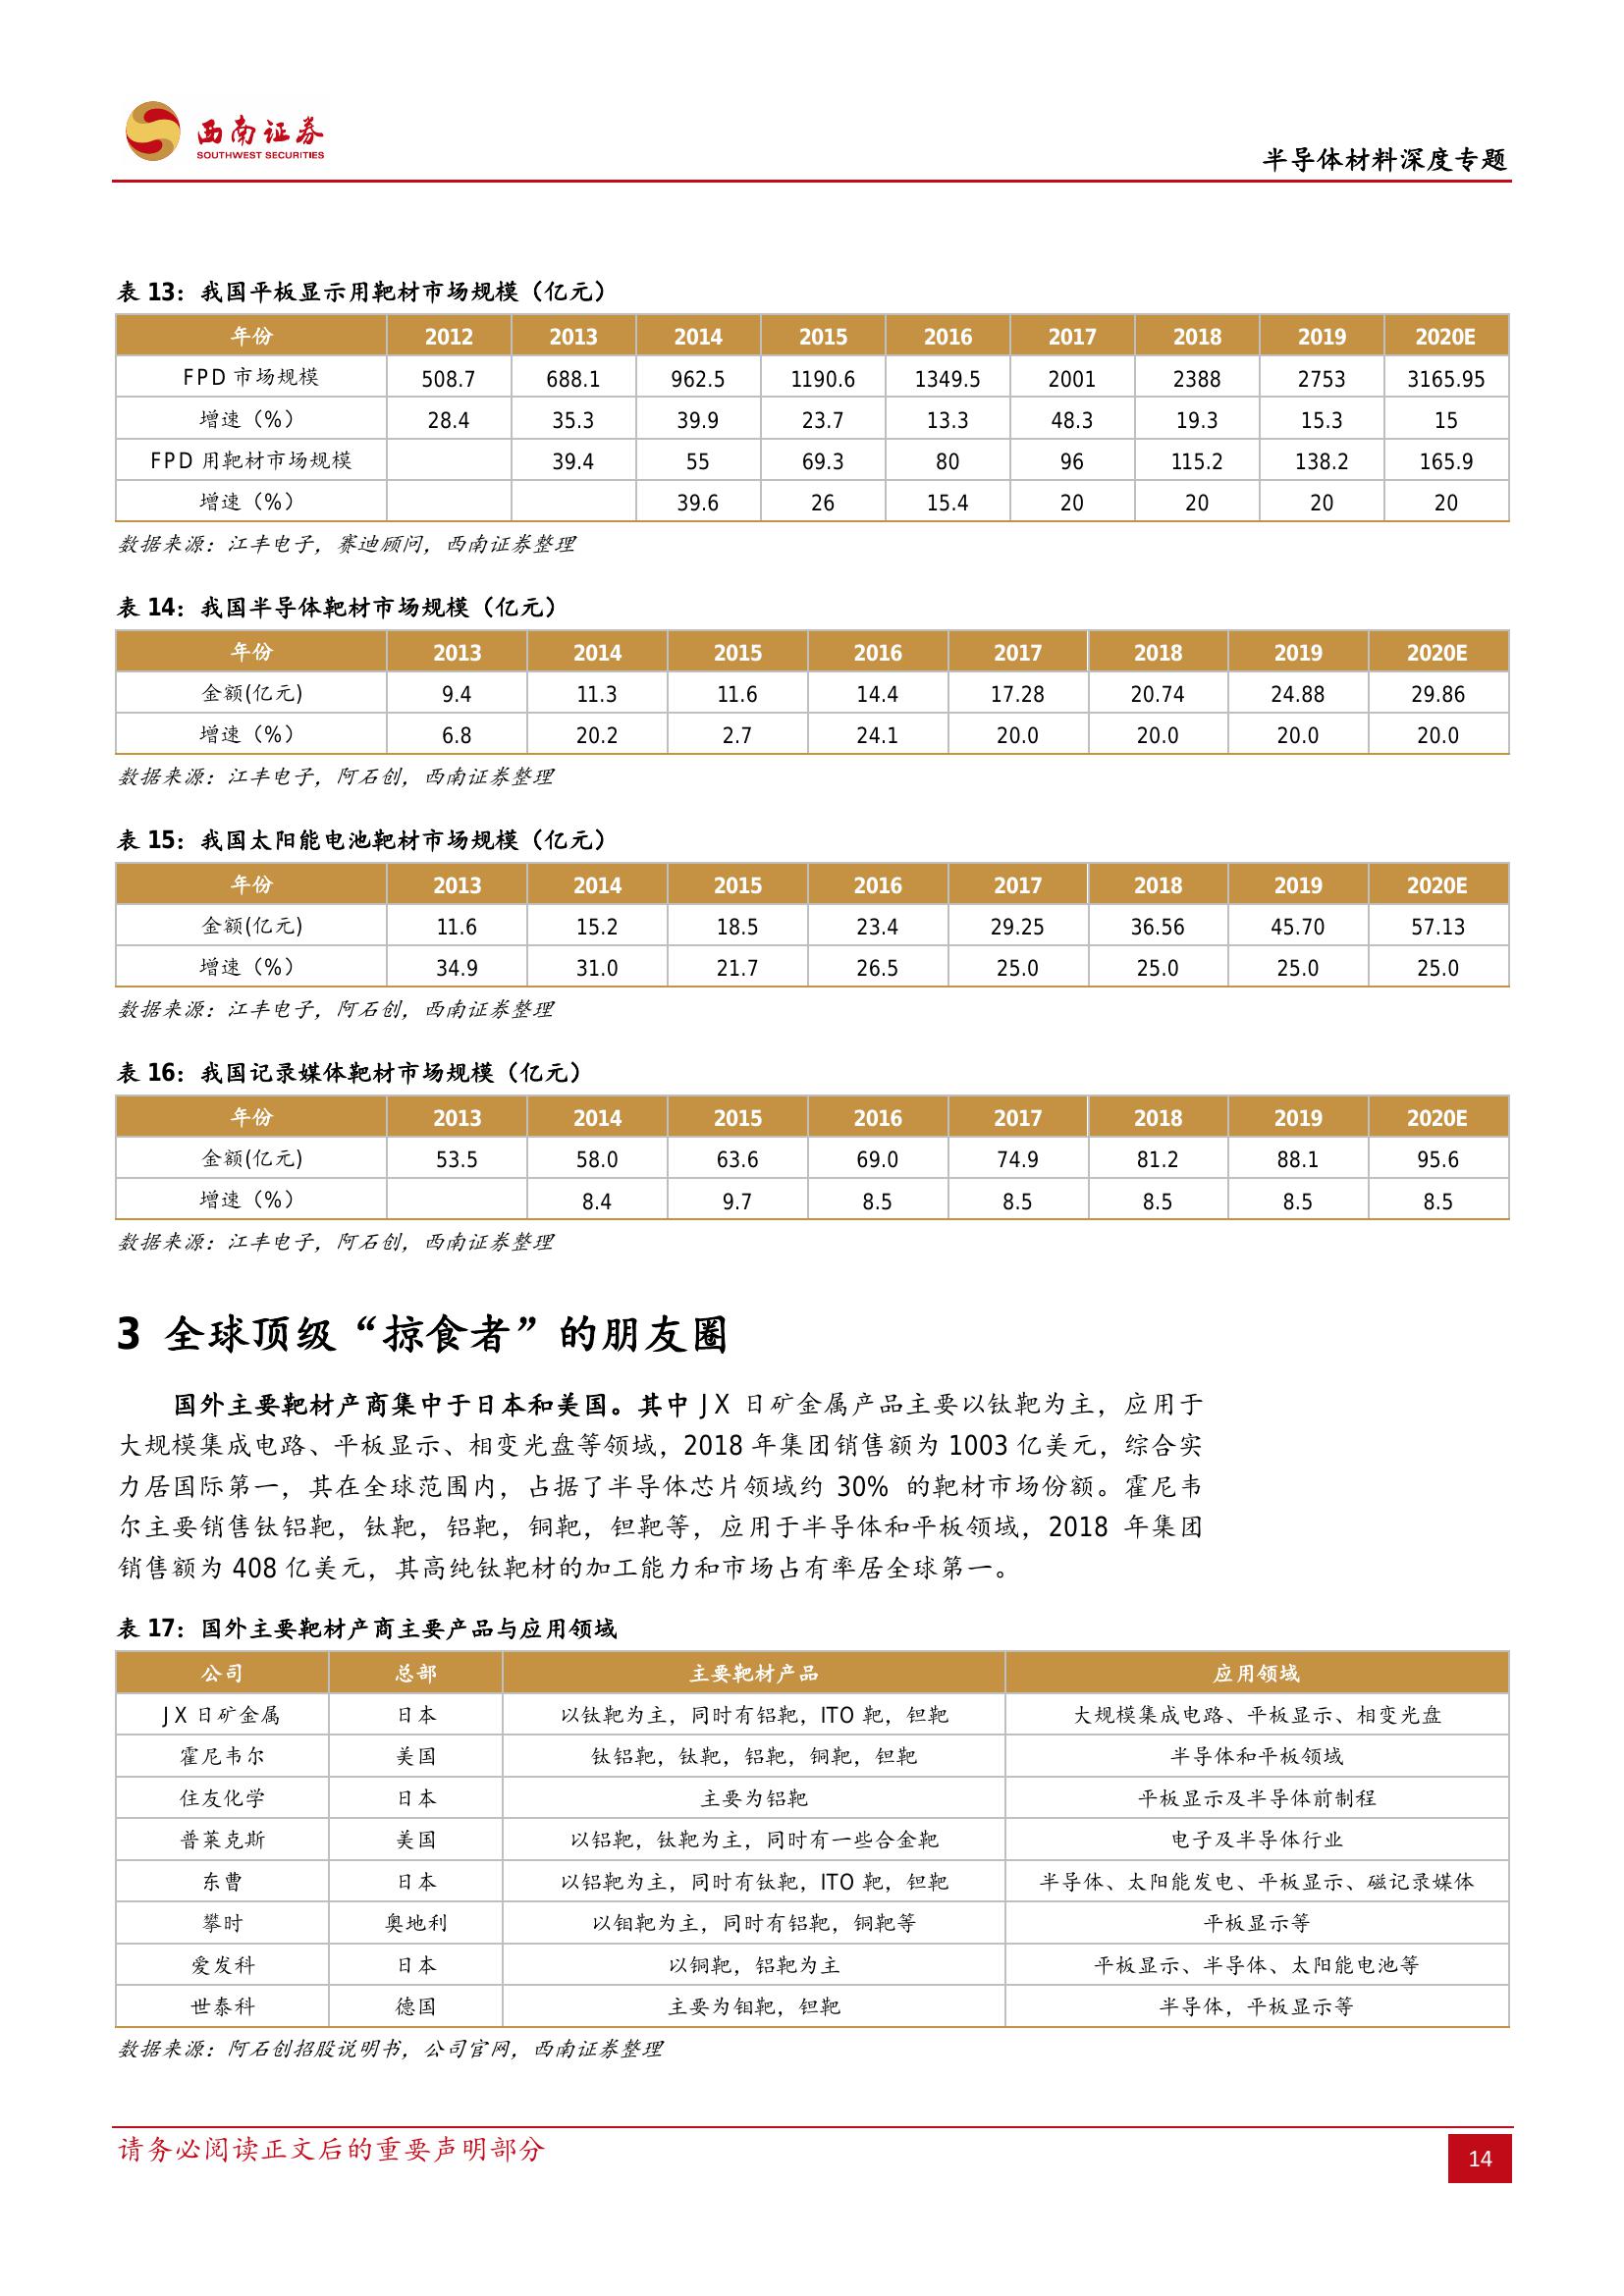 西南证券
SOUTHWEST SECURITIES
半导体材料深度专题
表 13：我国平板显示用靶材市场规模（亿元）
年份 2012 2013 2014 2015 2016 2017 2018 2019 2020E
FPD 市场规模 508.7 688.1 962.5 1190.6 1349.5 2001 2388 2753 3165.95
增速（%） 28.4 35.3 39.9 23.7 13.3 48.3 19.3 15.3 15
FPD 用靶材市场规模 39.4 55 69.3 80 96 115.2 138.2 165.9
增速（%） 39.6 26 15.4 20 20 20 20
数据来源：江丰电子，赛迪顾问，西南证券整理
表 14：我国半导体靶材市场规模（亿元）
年份 2013 2014 2015 2016 2017 2018 2019 2020E
金额(亿元) 9.4 11.3 11.6 14.4 17.28 20.74 24.88 29.86
增速（%） 6.8 20.2 2.7 24.1 20.0 20.0 20.0 20.0
数据来源：江丰电子，阿石创，西南证券整理
表 15：我国太阳能电池靶材市场规模（亿元）
年份 2013 2014 2015 2016 2017 2018 2019 2020E
金额(亿元) 11.6 15.2 18.5 23.4 29.25 36.56 45.70 57.13
增速（%） 34.9 31.0 21.7 26.5 25.0 25.0 25.0 25.0
数据来源：江丰电子，阿石创，西南证券整理
表 16：我国记录媒体靶材市场规模（亿元）
年份 2013 2014 2015 2016 2017 2018 2019 2020E
金额(亿元) 53.5 58.0 63.6 69.0 74.9 81.2 88.1 95.6
增速（%） 8.4 9.7 8.5 8.5 8.5 8.5 8.5
数据来源：江丰电子，阿石创，西南证券整理
3 全球顶级“掠食者”的朋友圈
国外主要靶材产商集中于日本和美国。其中 JX 日矿金属产品主要以钛靶为主，应用于
大规模集成电路、平板显示、相变光盘等领域，2018 年集团销售额为 1003 亿美元，综合实
力居国际第一，其在全球范围内，占据了半导体芯片领域约 30% 的靶材市场份额。霍尼韦
尔主要销售钛铝靶，钛靶，铝靶，铜靶，钽靶等，应用于半导体和平板领域，2018 年集团
销售额为 408 亿美元，其高纯钛靶材的加工能力和市场占有率居全球第一。
表 17：国外主要靶材产商主要产品与应用领域
公司 总部 主要靶材产品 应用领域
JX 日矿金属 日本 以钛靶为主，同时有铝靶，ITO 靶，钽靶 大规模集成电路、平板显示、相变光盘
霍尼韦尔 美国 钛铝靶，钛靶，铝靶，铜靶，钽靶 半导体和平板领域
住友化学 日本 主要为铝靶 平板显示及半导体前制程
普莱克斯 美国 以铝靶，钛靶为主，同时有一些合金靶 电子及半导体行业
东曹 日本 以铝靶为主，同时有钛靶，ITO 靶，钽靶 半导体、太阳能发电、平板显示、磁记录媒体
攀时 奥地利 以钼靶为主，同时有铝靶，铜靶等 平板显示等
爱发科 日本 以铜靶，铝靶为主 平板显示、半导体、太阳能电池等
世泰科 德国 主要为钼靶，钽靶 半导体，平板显示等
数据来源：阿石创招股说明书，公司官网，西南证券整理
请务必阅读正文后的重要声明部分
14